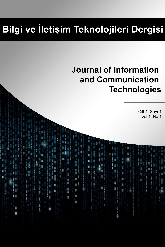 Bilgi ve İletişim Teknolojileri Dergisi
Journal of Information
and Communication
Technologies